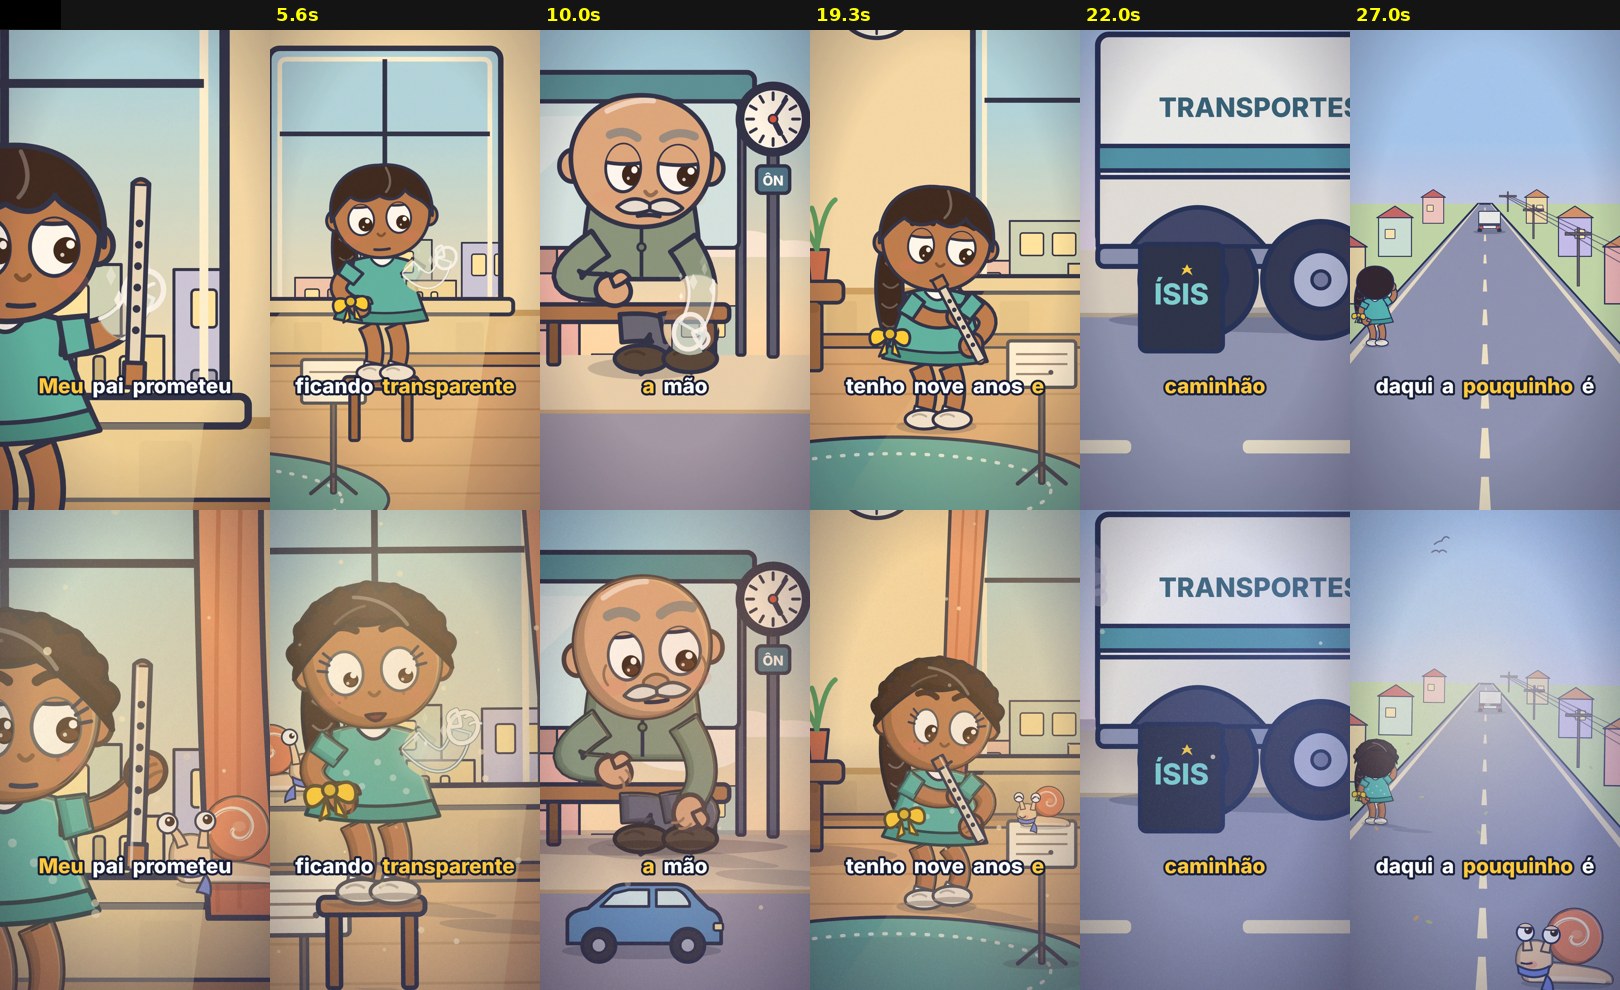 5.6s
10.0s
19.3s
22.0s
27.0s
ÔN
TRANSPORTES
ÍSIS
Meu pai prometeu
ficando transparente
a mão
tenho nove anos e
caminhão
daqui a pouquinho é
ÔN
TRANSPORTES
ÍSIS
Meu pai prometeu
ficando transparente
a mão
tenho nove anos e
caminhão
daqui a pouquinho é